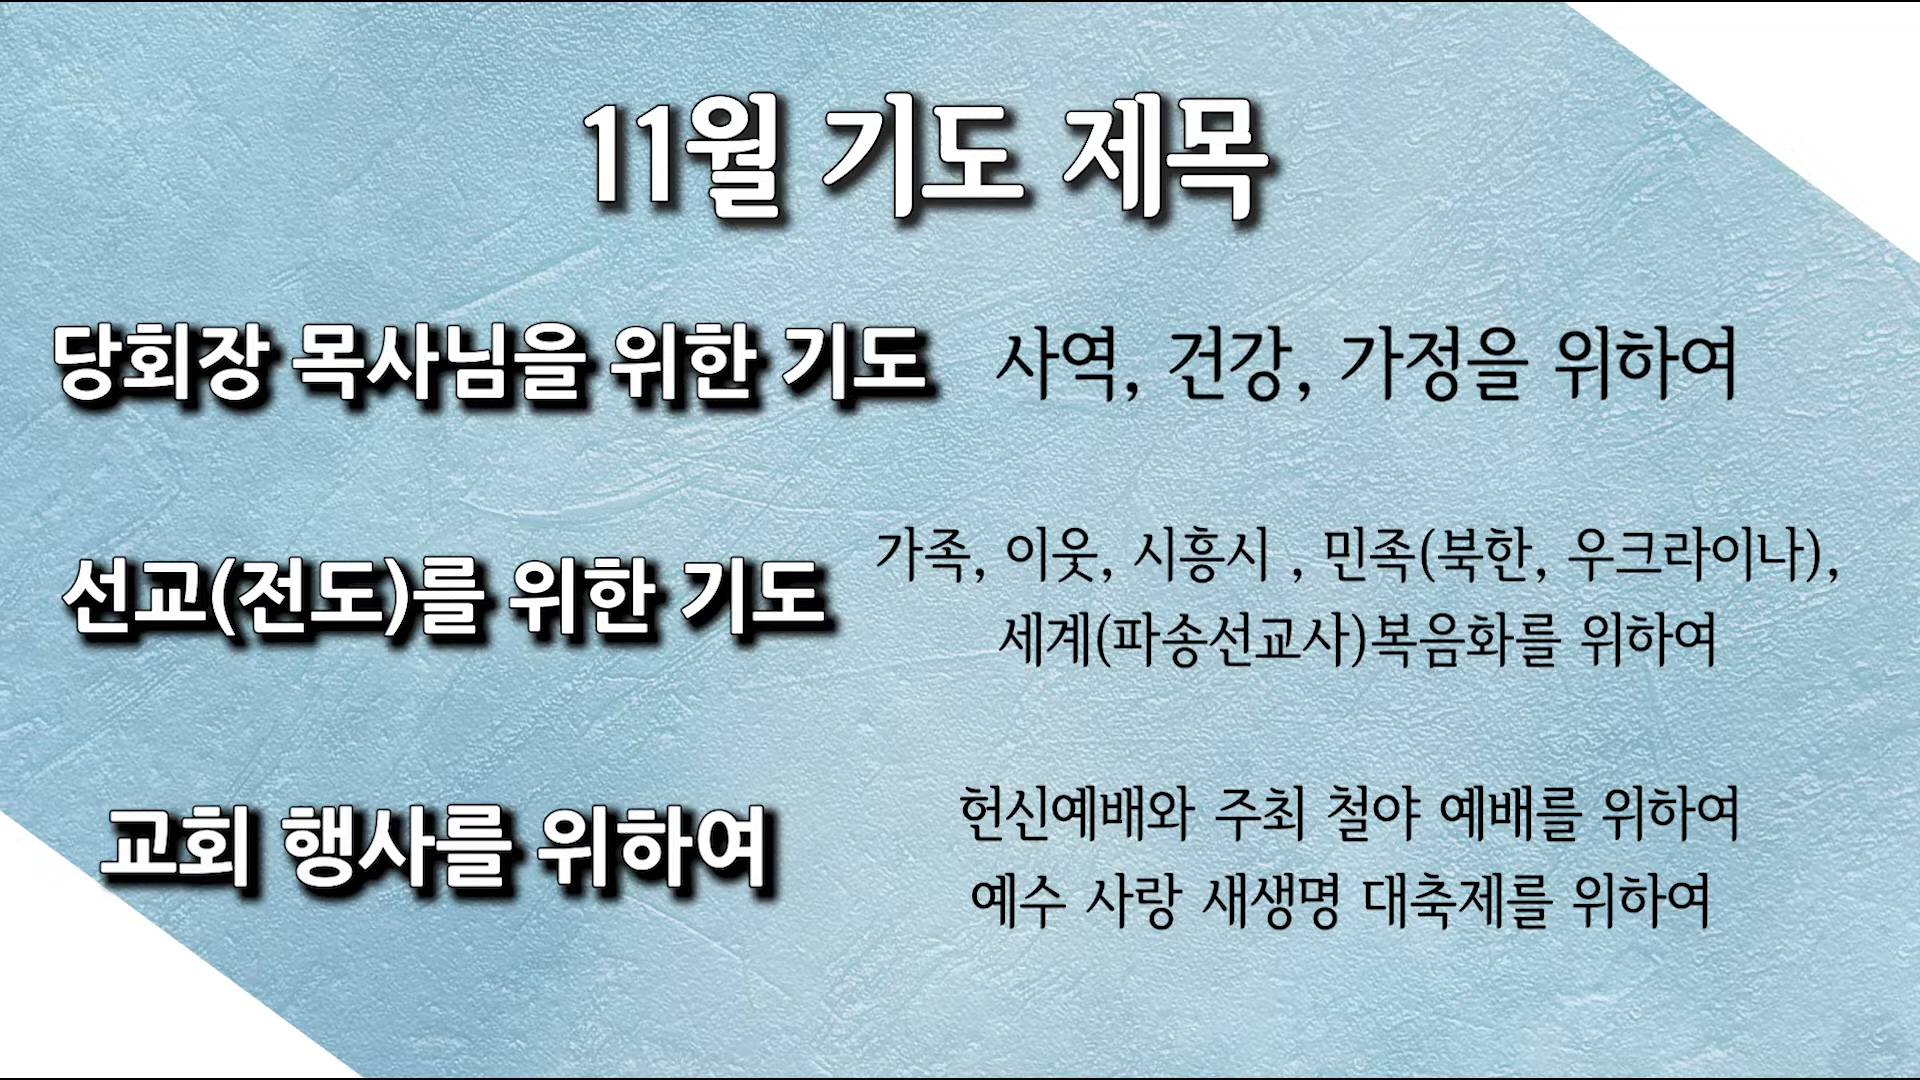 11월 기도 제목
당회장 목사님을 위한 기도 사역, 건강, 가정을 위하여
선교(전도)를 위한 기도
가족, 이웃, 시흥시 , 민족(북한, 우크라이나),
세계(파송선교사)복음화를 위하여
교회 행사를 위하여
헌신예배와 주최 철야 예배를 위하여
예수 사랑 새생명 대축제를 위하여